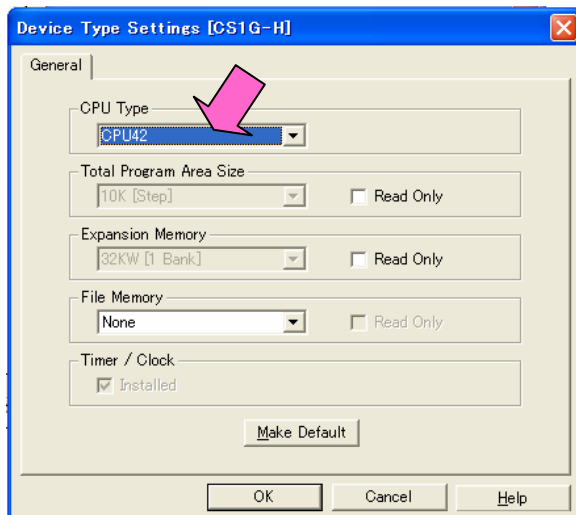 Device Type Settings [CS1G-H]
General
CPU Type
CPU42
Total Program Area Size
10K [Step]
Read Only
Expansion Memory
32KW [1 Bank]
Read Only
File Memory
None
Read Only
Timer / Clock
Installed
Make Default
OK Cancel Help